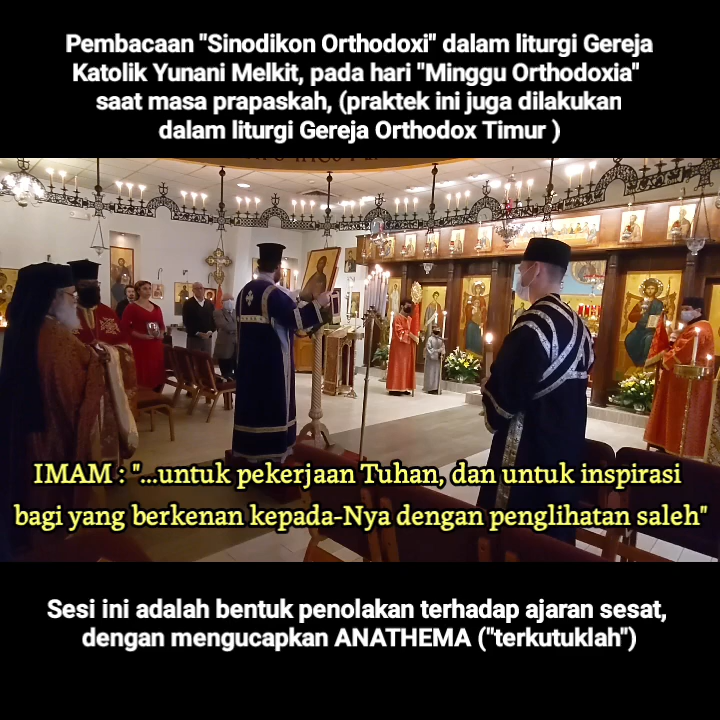 Pembacaan "Sinodikon Orthodoxi" dalam liturgi Gereja
Katolik Yunani Melkit, pada hari "Minggu Orthodoxia"
saat masa prapaskah, (praktek ini juga dilakukan
dalam liturgi Gereja Orthodox Timur )
IMAM : "...untuk pekerjaan Tuhan, dan untuk inspirasi
bagi yang berkenan kepada-Nya dengan penglihatan saleh"
Sesi ini adalah bentuk penolakan terhadap ajaran sesat,
dengan mengucapkan ANATHEMA ("terkutuklah")